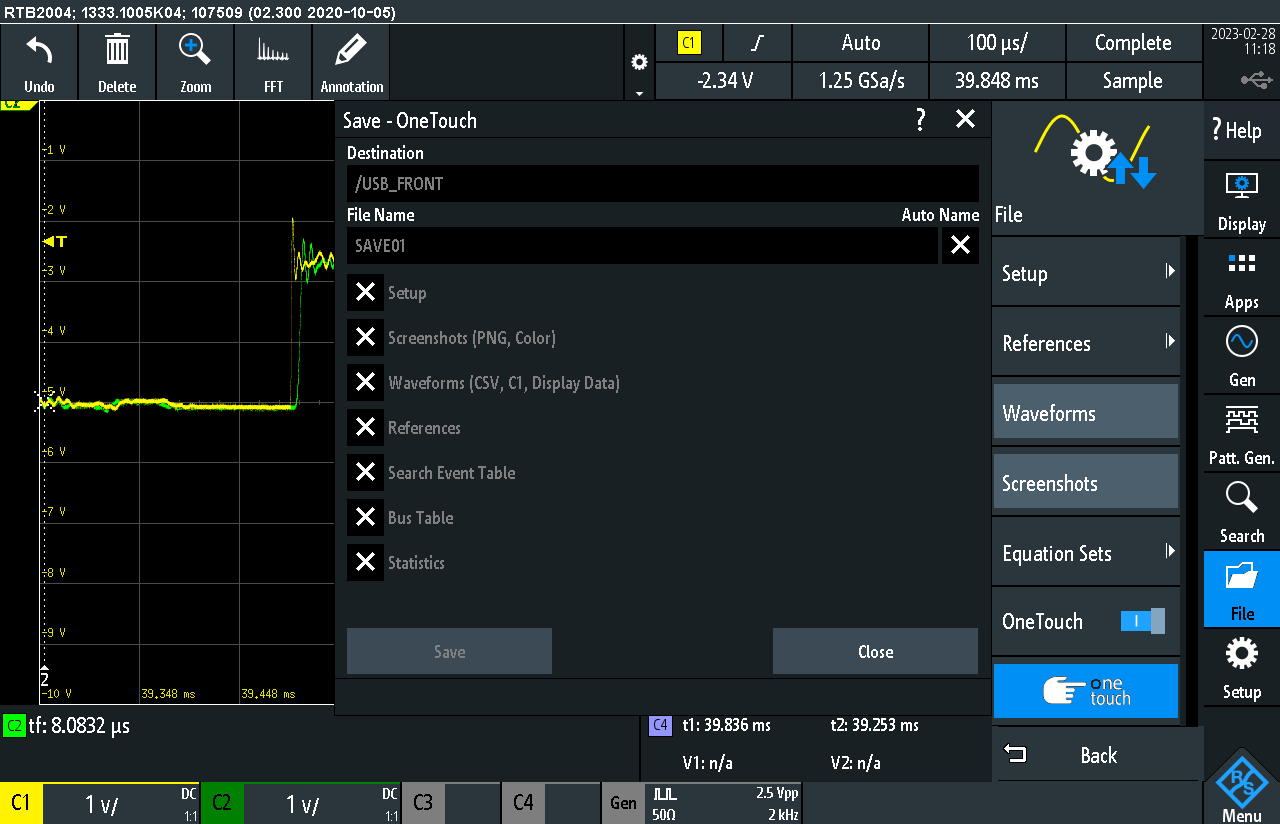 RTB2004; 1333.1005K04; 107509 (02.300 2020-10-05)
Undo
Delete
Zoom
FFT
Annotation
C1
Auto
100 µs/
Complete
-2.34 V
1.25 GSa/s
39.848 ms
Sample
2023-02-28
11:18
C2
-1 V
-2 V
T
-3 V
-4 V
-5 V
-6 V
-7 V
-8 V
-9 V
2
-10 V
39.348 ms
39.448 ms
Save - OneTouch
?
Destination
/USB_FRONT
File Name
Auto Name
SAVE01
Setup
Screenshots (PNG, Color)
Waveforms (CSV, C1, Display Data)
References
Search Event Table
Bus Table
Statistics
Save
Close
File
Setup
References
Waveforms
Screenshots
Equation Sets
OneTouch
I
one
touch
Back
? Help
Display
Apps
Gen
Patt. Gen.
Search
File
Setup
R&S
Menu
C2 tf: 8.0832 µs
C4 t1: 39.836 ms t2: 39.253 ms
V1: n/a V2: n/a
C1 1 V/ DC
1:1
C2 1 V/ DC
1:1
C3
C4
Gen
2.5 Vpp
50Ω 2 kHz